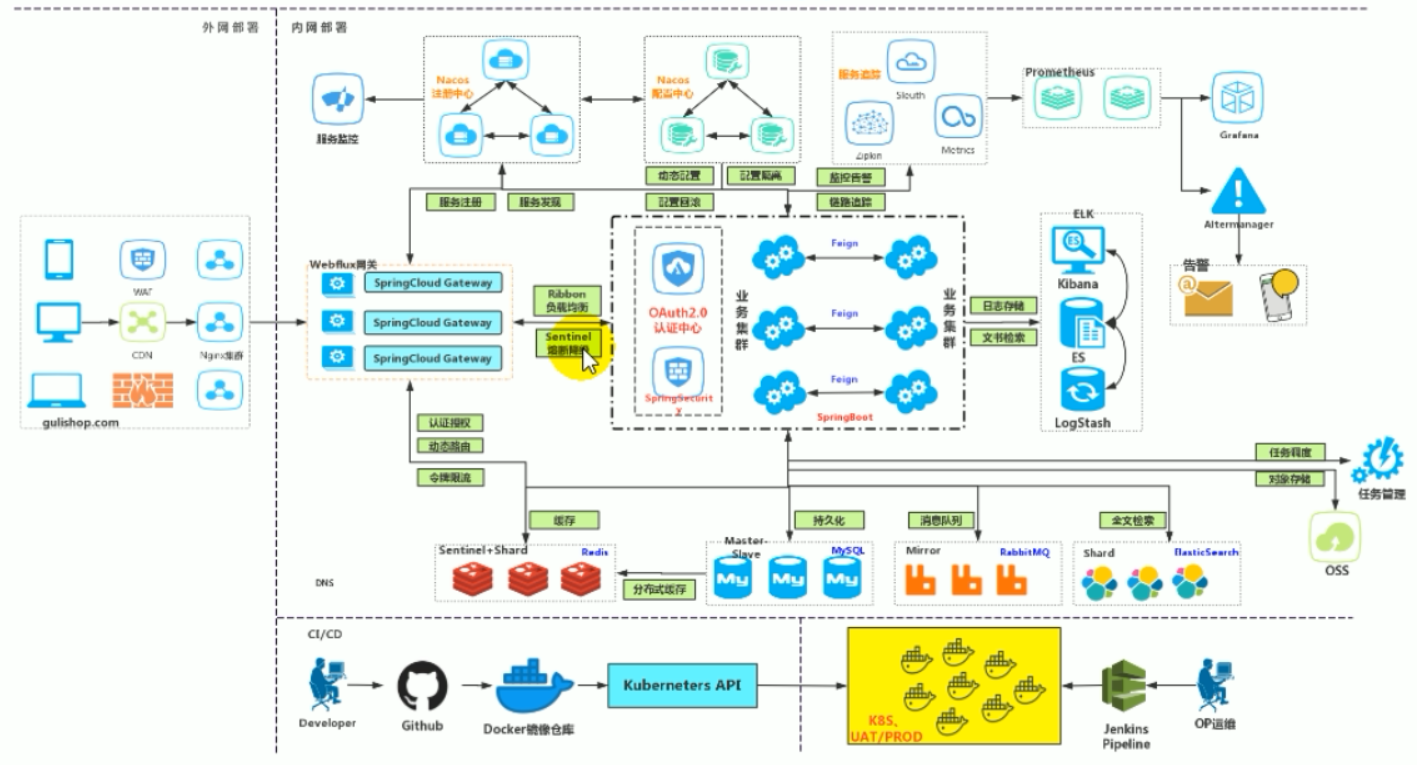 外网部署
内网部署
Nacos
注册中心
Nacos
配置中心
服务追踪
Sleuth
Zipkin
Metrics
Prometheus
Grafana
服务监控
动态配置
配置隔离
监控告警
服务注册
服务发现
配置回滚
链路追踪
Altermanager
告警
ELK
Kibana
ES
LogStash
Webflux网关
SpringCloud Gateway
SpringCloud Gateway
SpringCloud Gateway
Ribbon
负载均衡
Sentinel
OAuth2.0
认证中心
SpringSecurit
y
业务集群
Feign
Feign
Feign
业务集群
SpringBoot
日志存储
文书检索
WAF
CDN
Nginx集群
gulishop.com
认证授权
动态路由
令牌限流
任务调度
对象存储
任务管理
OSS
缓存
持久化
消息队列
全文检索
Sentinel+Shard
Redis
Master-
Slave
MySQL
Mirror
RabbitMQ
Shard
ElasticSearch
分布式缓存
DNS
CI/CD
Developer
Github
Docker镜像仓库
Kuberneters API
K8S、
UAT/PROD
Jenkins
Pipeline
OP运维